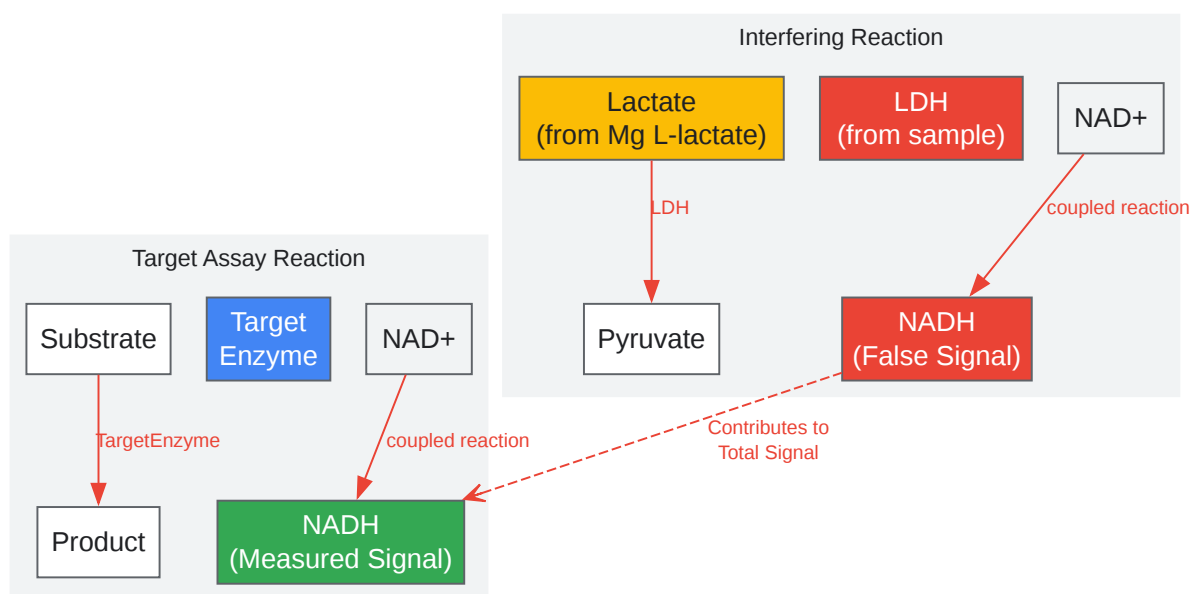 Interfering Reaction
Lactate
(from Mg L-lactate)
LDH
(from sample)
NAD+
LDH
coupled reaction
Pyruvate
NADH
(False Signal)
Target Assay Reaction
Substrate
Target
Enzyme
NAD+
TargetEnzyme
coupled reaction
Contributes to
Total Signal
Product
NADH
(Measured Signal)